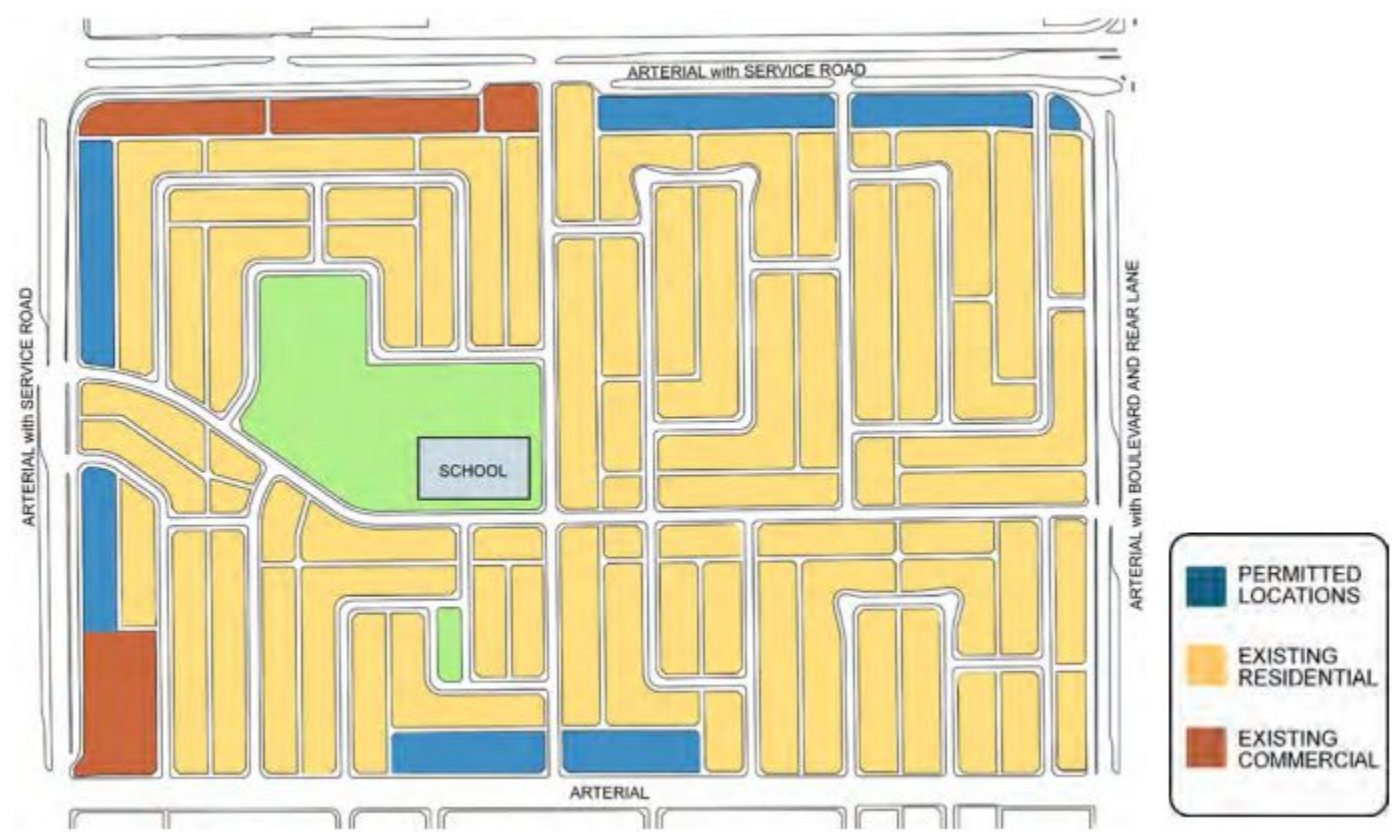 ARTERIAL with SERVICE ROAD
ARTERIAL with SERVICE ROAD
ARTERIAL with BOULEVARD AND REAR LANE
SCHOOL
ARTERIAL
PERMITTED
LOCATIONS
EXISTING
RESIDENTIAL
EXISTING
COMMERCIAL